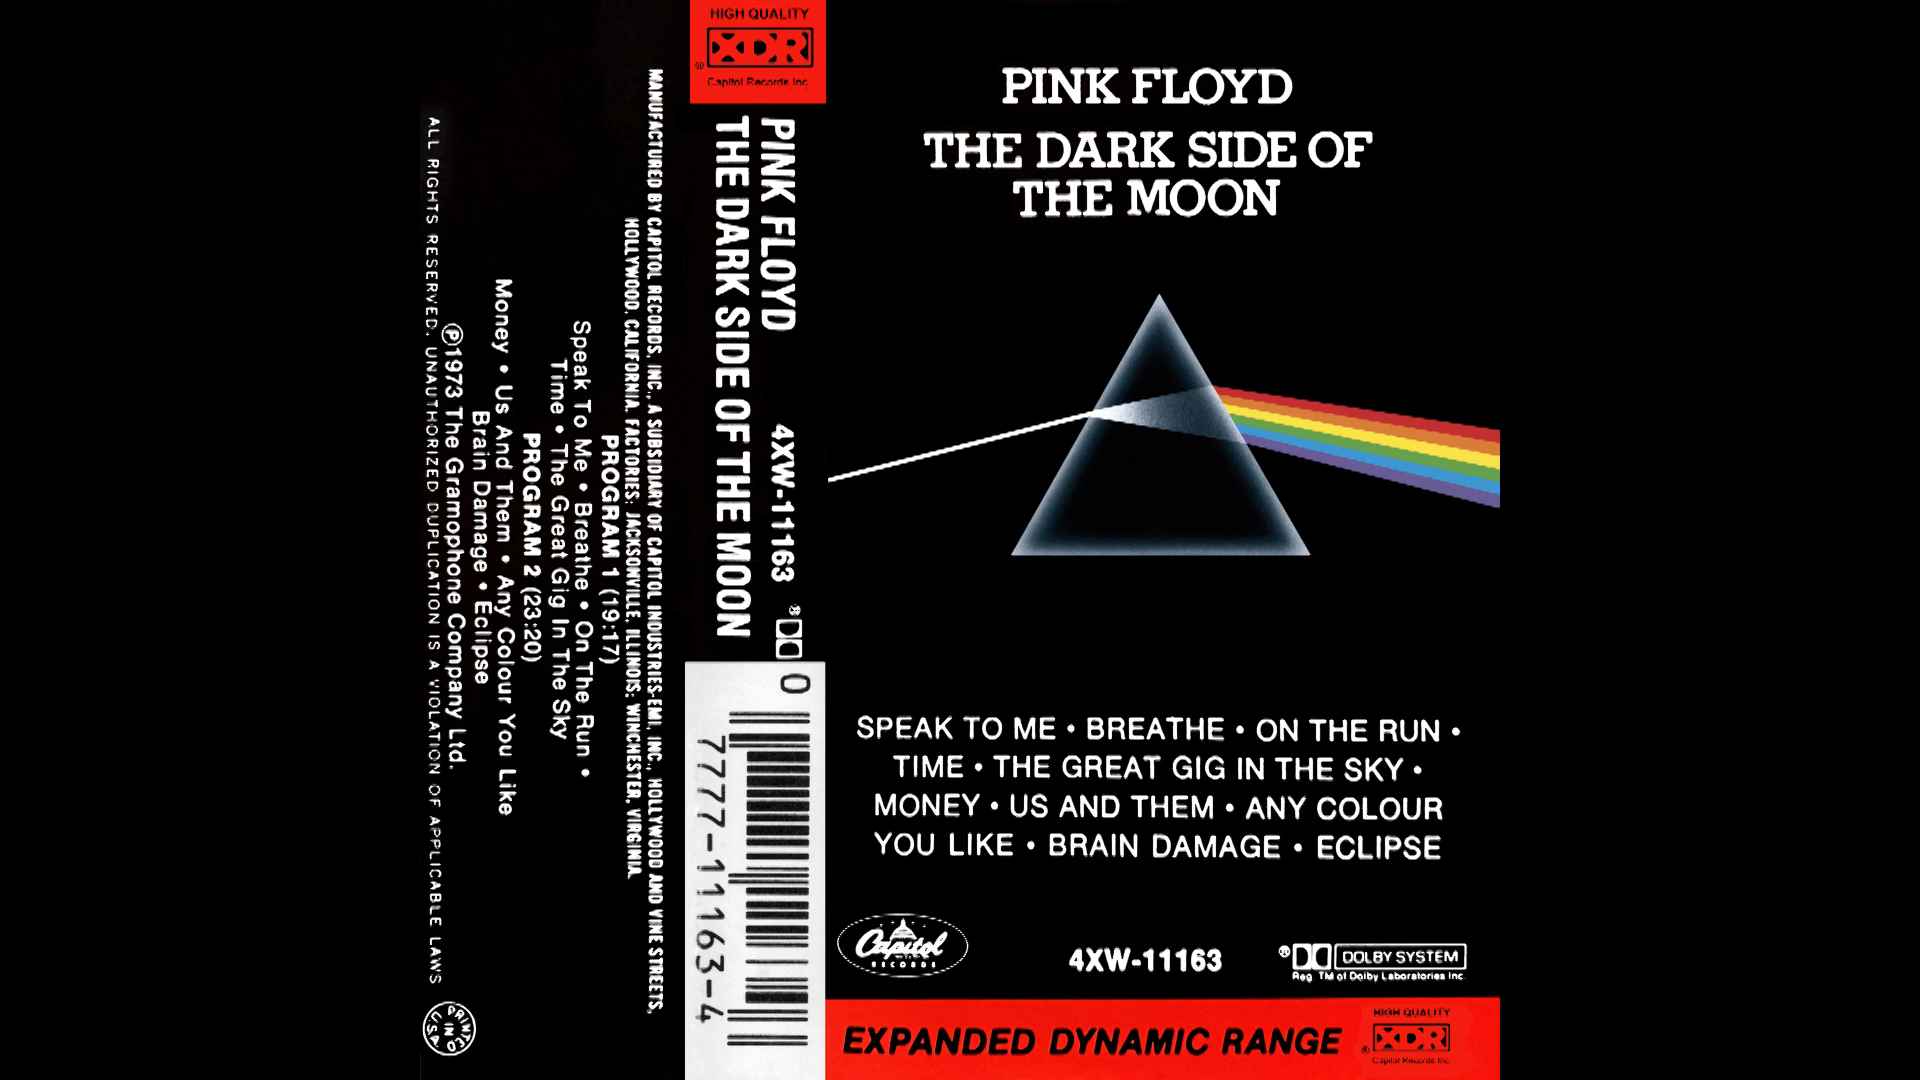 HIGH QUALITY
XDR
® Capitol Records Inc.
PINK FLOYD
THE DARK SIDE OF THE MOON
4XW-11163
®
0
7777-11163-4
MANUFACTURED BY CAPITOL RECORDS, INC., A SUBSIDIARY OF CAPITOL INDUSTRIES-EMI, INC., HOLLYWOOD AND VINE STREETS,
HOLLYWOOD, CALIFORNIA. FACTORIES: JACKSONVILLE, ILLINOIS; WINCHESTER, VIRGINIA.
PROGRAM 1 (19:17)
Speak To Me • Breathe • On The Run •
Time • The Great Gig In The Sky
PROGRAM 2 (23:20)
Money • Us And Them • Any Colour You Like
Brain Damage • Eclipse
℗1973 The Gramophone Company Ltd.
ALL RIGHTS RESERVED. UNAUTHORIZED DUPLICATION IS A VIOLATION OF APPLICABLE LAWS
PRINTED
IN
U.S.A.
PINK FLOYD
THE DARK SIDE OF
THE MOON
SPEAK TO ME • BREATHE • ON THE RUN •
TIME • THE GREAT GIG IN THE SKY •
MONEY • US AND THEM • ANY COLOUR
YOU LIKE • BRAIN DAMAGE • ECLIPSE
Capitol
RECORDS
4XW-11163
® DOLBY SYSTEM
Reg. TM of Dolby Laboratories Inc.
EXPANDED DYNAMIC RANGE
HIGH QUALITY
® XDR
Capitol Records Inc.